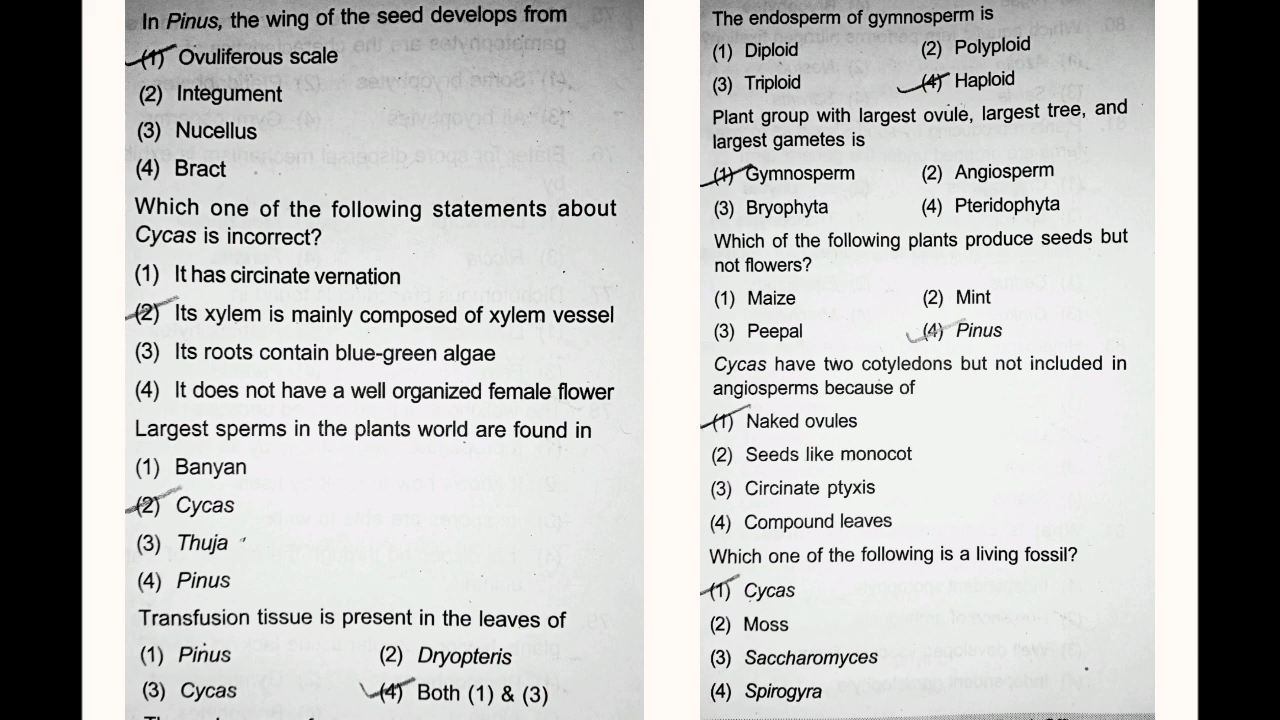 In Pinus, the wing of the seed develops from
(1) Ovuliferous scale
(2) Integument
(3) Nucellus
(4) Bract
Which one of the following statements about
Cycas is incorrect?
(1) It has circinate vernation
(2) Its xylem is mainly composed of xylem vessel
(3) Its roots contain blue-green algae
(4) It does not have a well organized female flower
Largest sperms in the plants world are found in
(1) Banyan
(2) Cycas
(3) Thuja
(4) Pinus
Transfusion tissue is present in the leaves of
(1) Pinus (2) Dryopteris
(3) Cycas (4) Both (1) & (3)
The endosperm of gymnosperm is
(1) Diploid (2) Polyploid
(3) Triploid (4) Haploid
Plant group with largest ovule, largest tree, and
largest gametes is
(1) Gymnosperm (2) Angiosperm
(3) Bryophyta (4) Pteridophyta
Which of the following plants produce seeds but
not flowers?
(1) Maize (2) Mint
(3) Peepal (4) Pinus
Cycas have two cotyledons but not included in
angiosperms because of
(1) Naked ovules
(2) Seeds like monocot
(3) Circinate ptyxis
(4) Compound leaves
Which one of the following is a living fossil?
(1) Cycas
(2) Moss
(3) Saccharomyces
(4) Spirogyra